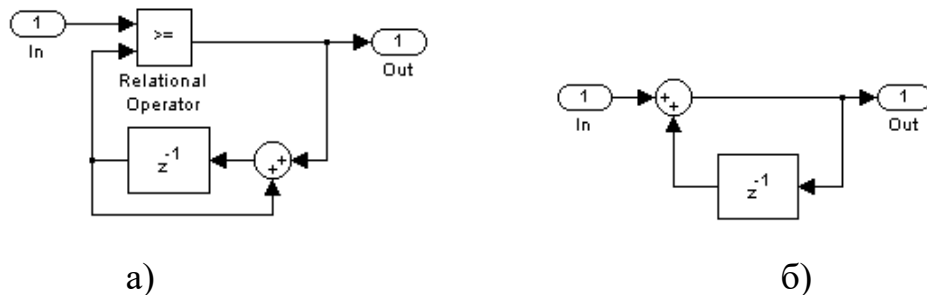 1
In
>=
Relational
Operator
1
Out
z-1
+
+
а)
1
In
+
+
1
Out
z-1
б)